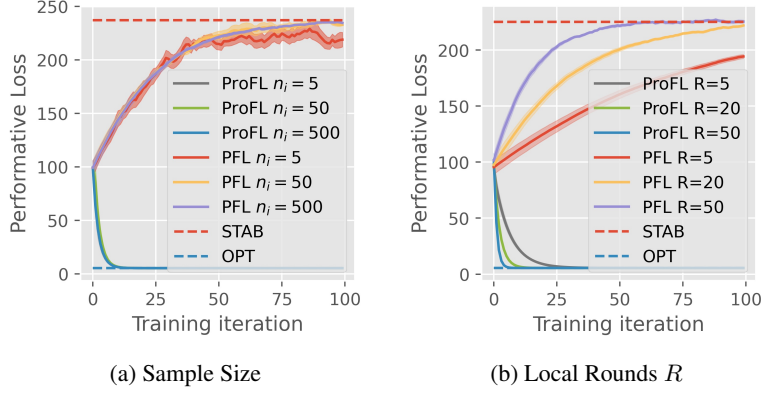 250
200
150
100
50
0
Performative Loss
ProFL n_i = 5
ProFL n_i = 50
ProFL n_i = 500
PFL n_i = 5
PFL n_i = 50
PFL n_i = 500
STAB
OPT
0 25 50 75 100
Training iteration
(a) Sample Size
200
150
100
50
0
Performative Loss
ProFL R=5
ProFL R=20
ProFL R=50
PFL R=5
PFL R=20
PFL R=50
STAB
OPT
0 25 50 75 100
Training iteration
(b) Local Rounds R